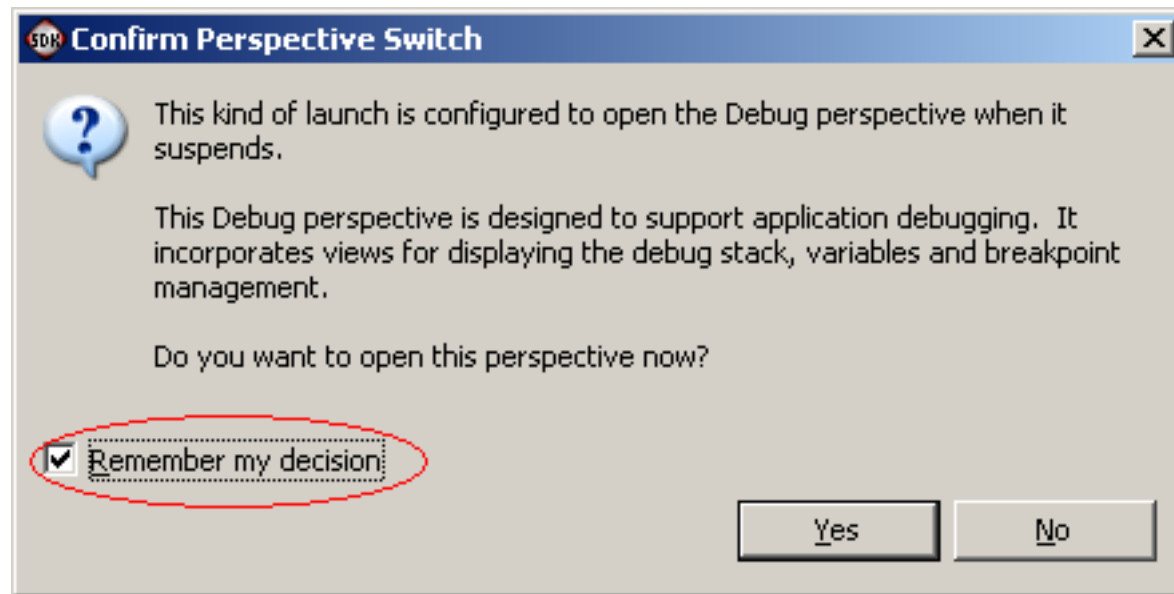 SDK Confirm Perspective Switch
This kind of launch is configured to open the Debug perspective when it
suspends.
This Debug perspective is designed to support application debugging. It
incorporates views for displaying the debug stack, variables and breakpoint
management.
Do you want to open this perspective now?
Remember my decision
Yes No